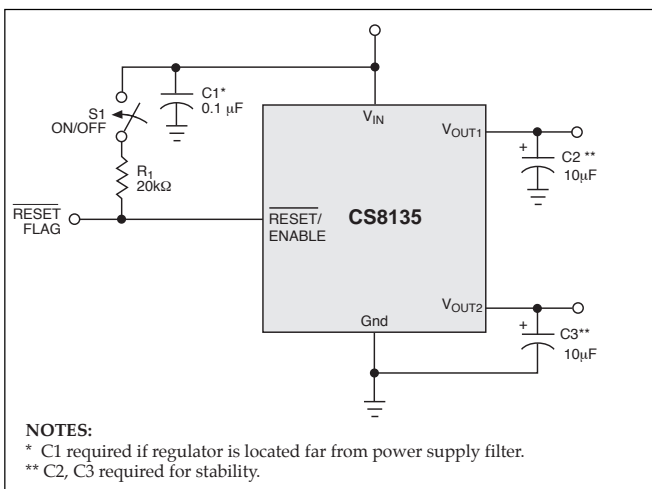 C1*
0.1 µF
S1
ON/OFF
R1
20kΩ
RESET
FLAG
VIN
VOUT1
RESET/
ENABLE
CS8135
VOUT2
Gnd
+
C2 **
10µF
+
C3**
10µF
NOTES:
* C1 required if regulator is located far from power supply filter.
** C2, C3 required for stability.